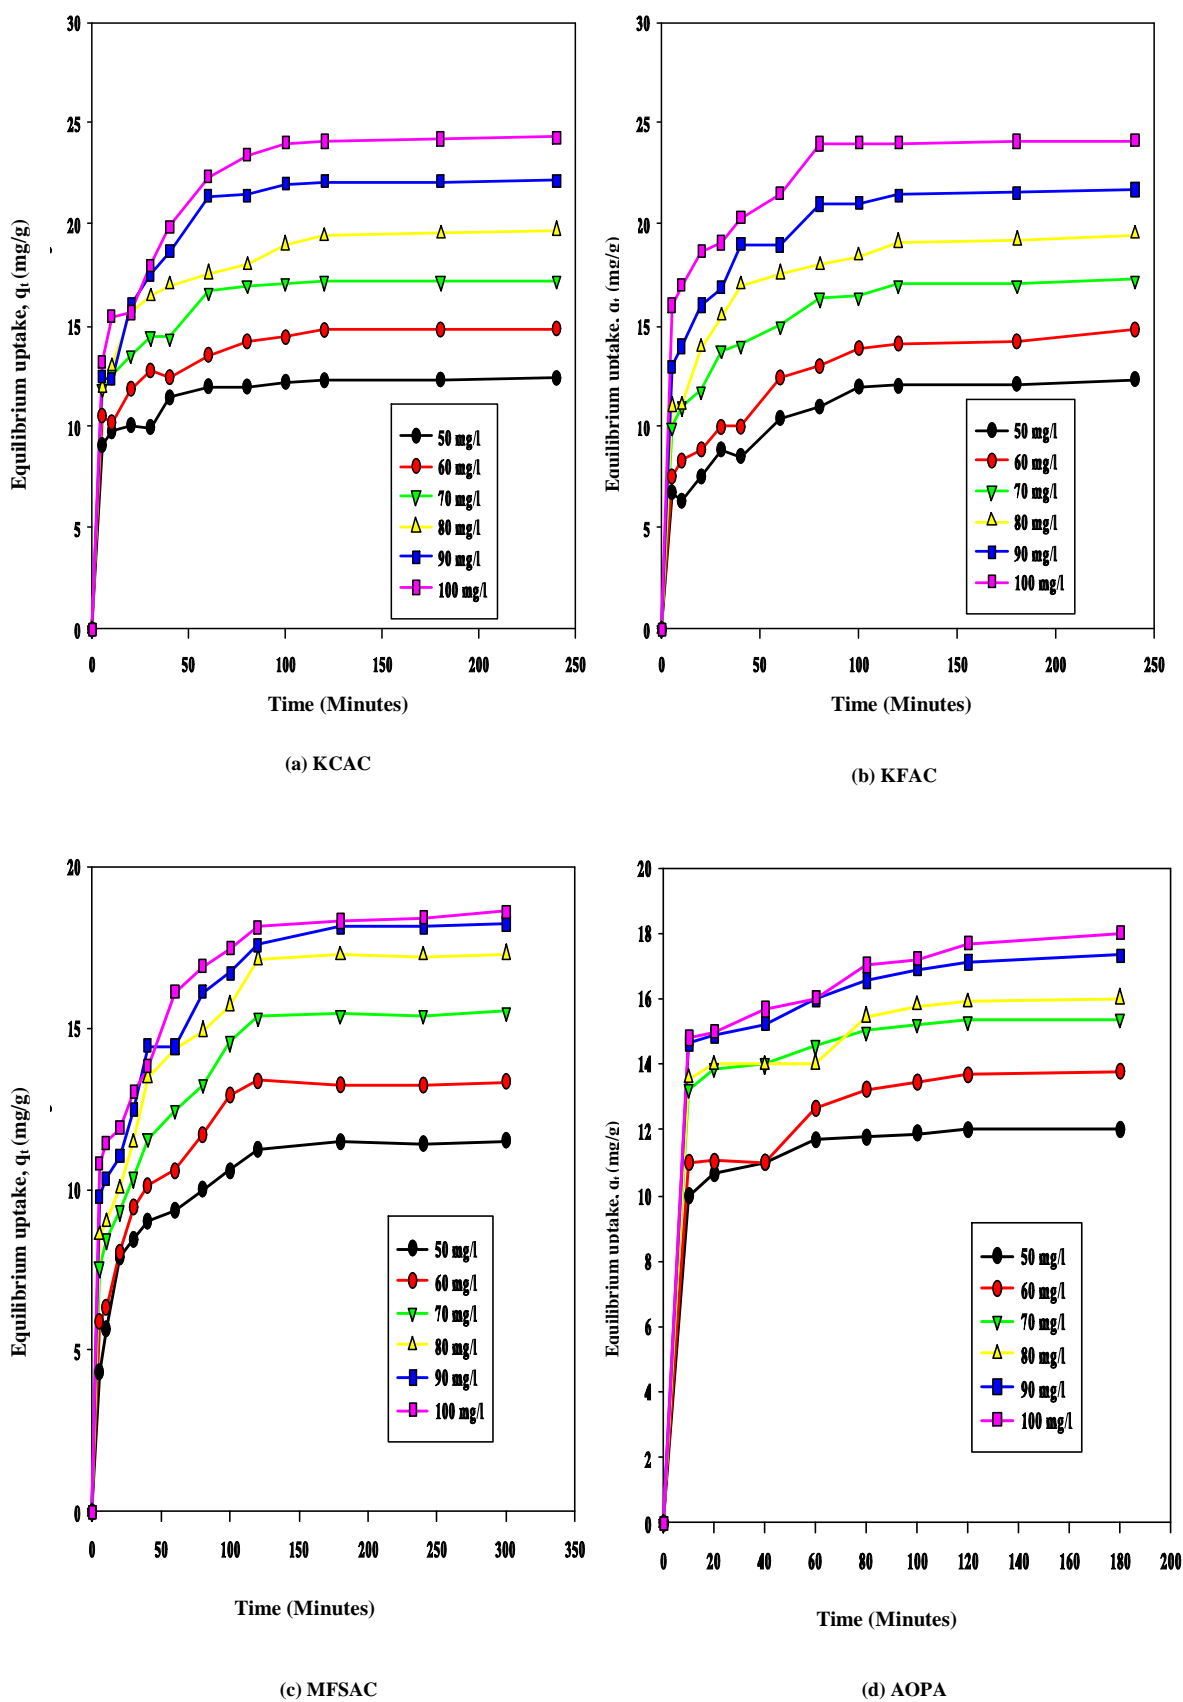 30
25
20
15
10
5
0
Equilibrium uptake, qt (mg/g)
50 mg/l
60 mg/l
70 mg/l
80 mg/l
90 mg/l
100 mg/l
0 50 100 150 200 250
Time (Minutes)
(a) KCAC
30
25
20
15
10
5
0
Equilibrium uptake, qt (mg/g)
50 mg/l
60 mg/l
70 mg/l
80 mg/l
90 mg/l
100 mg/l
0 50 100 150 200 250
Time (Minutes)
(b) KFAC
20
15
10
5
0
Equilibrium uptake, qt (mg/g)
50 mg/l
60 mg/l
70 mg/l
80 mg/l
90 mg/l
100 mg/l
0 50 100 150 200 250 300 350
Time (Minutes)
(c) MFSAC
20
18
16
14
12
10
8
6
4
2
0
Equilibrium uptake, qt (mg/g)
50 mg/l
60 mg/l
70 mg/l
80 mg/l
90 mg/l
100 mg/l
0 20 40 60 80 100 120 140 160 180 200
Time (Minutes)
(d) AOPA